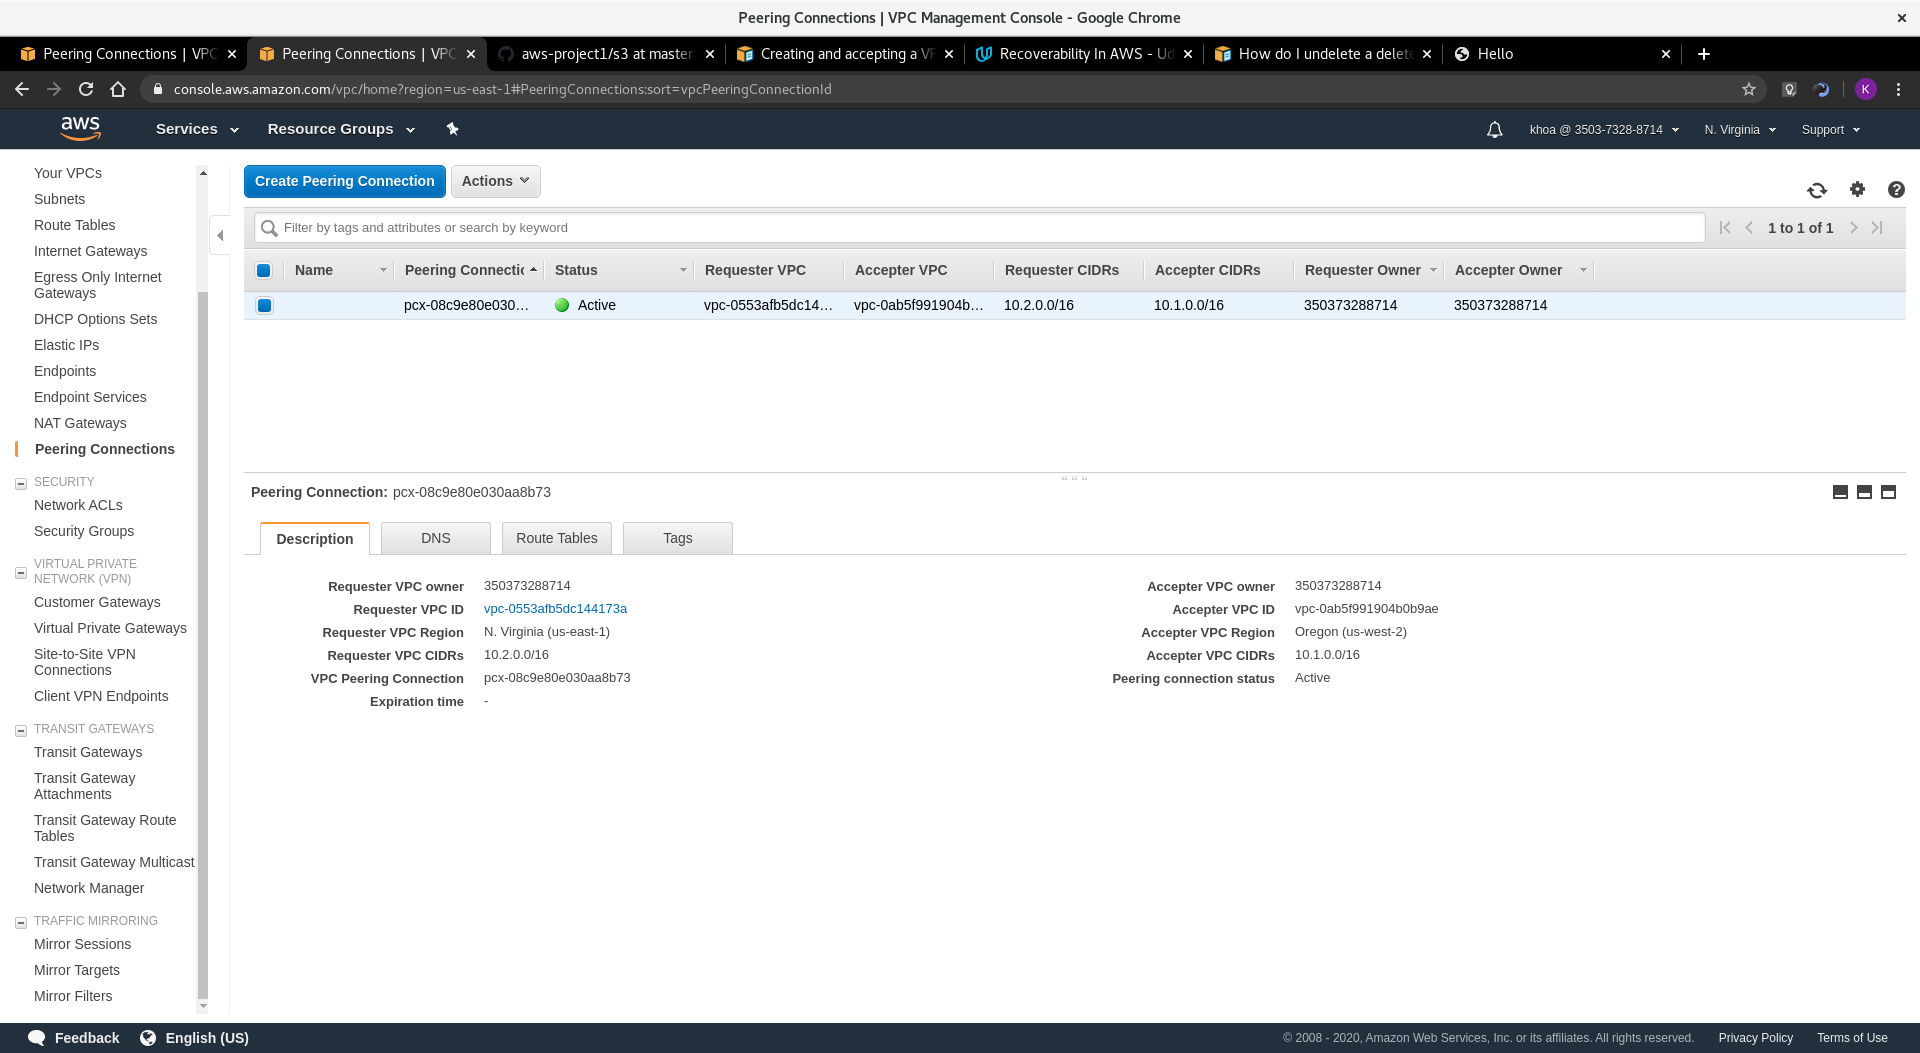 Peering Connections | VPC Management Console - Google Chrome
Peering Connections | VPC
Peering Connections | VPC
aws-project1/s3 at master
Creating and accepting a VP
Recoverability In AWS - Ud
How do I undelete a delete
Hello
console.aws.amazon.com/vpc/home?region=us-east-1#PeeringConnections:sort=vpcPeeringConnectionId
K
aws
Services
Resource Groups
khoa @ 3503-7328-8714
N. Virginia
Support
Your VPCs
Subnets
Route Tables
Internet Gateways
Egress Only Internet
Gateways
DHCP Options Sets
Elastic IPs
Endpoints
Endpoint Services
NAT Gateways
Peering Connections
SECURITY
Network ACLs
Security Groups
VIRTUAL PRIVATE
NETWORK (VPN)
Customer Gateways
Virtual Private Gateways
Site-to-Site VPN
Connections
Client VPN Endpoints
TRANSIT GATEWAYS
Transit Gateways
Transit Gateway
Attachments
Transit Gateway Route
Tables
Transit Gateway Multicast
Network Manager
TRAFFIC MIRRORING
Mirror Sessions
Mirror Targets
Mirror Filters
Create Peering Connection
Actions
Filter by tags and attributes or search by keyword
1 to 1 of 1
Name Peering Connectic Status Requester VPC Accepter VPC Requester CIDRs Accepter CIDRs Requester Owner Accepter Owner
pcx-08c9e80e030... Active vpc-0553afb5dc14... vpc-0ab5f991904b... 10.2.0.0/16 10.1.0.0/16 350373288714 350373288714
Peering Connection: pcx-08c9e80e030aa8b73
Description
DNS
Route Tables
Tags
Requester VPC owner 350373288714
Requester VPC ID vpc-0553afb5dc144173a
Requester VPC Region N. Virginia (us-east-1)
Requester VPC CIDRs 10.2.0.0/16
VPC Peering Connection pcx-08c9e80e030aa8b73
Expiration time -
Accepter VPC owner 350373288714
Accepter VPC ID vpc-0ab5f991904b0b9ae
Accepter VPC Region Oregon (us-west-2)
Accepter VPC CIDRs 10.1.0.0/16
Peering connection status Active
Feedback
English (US)
© 2008 - 2020, Amazon Web Services, Inc. or its affiliates. All rights reserved.
Privacy Policy
Terms of Use